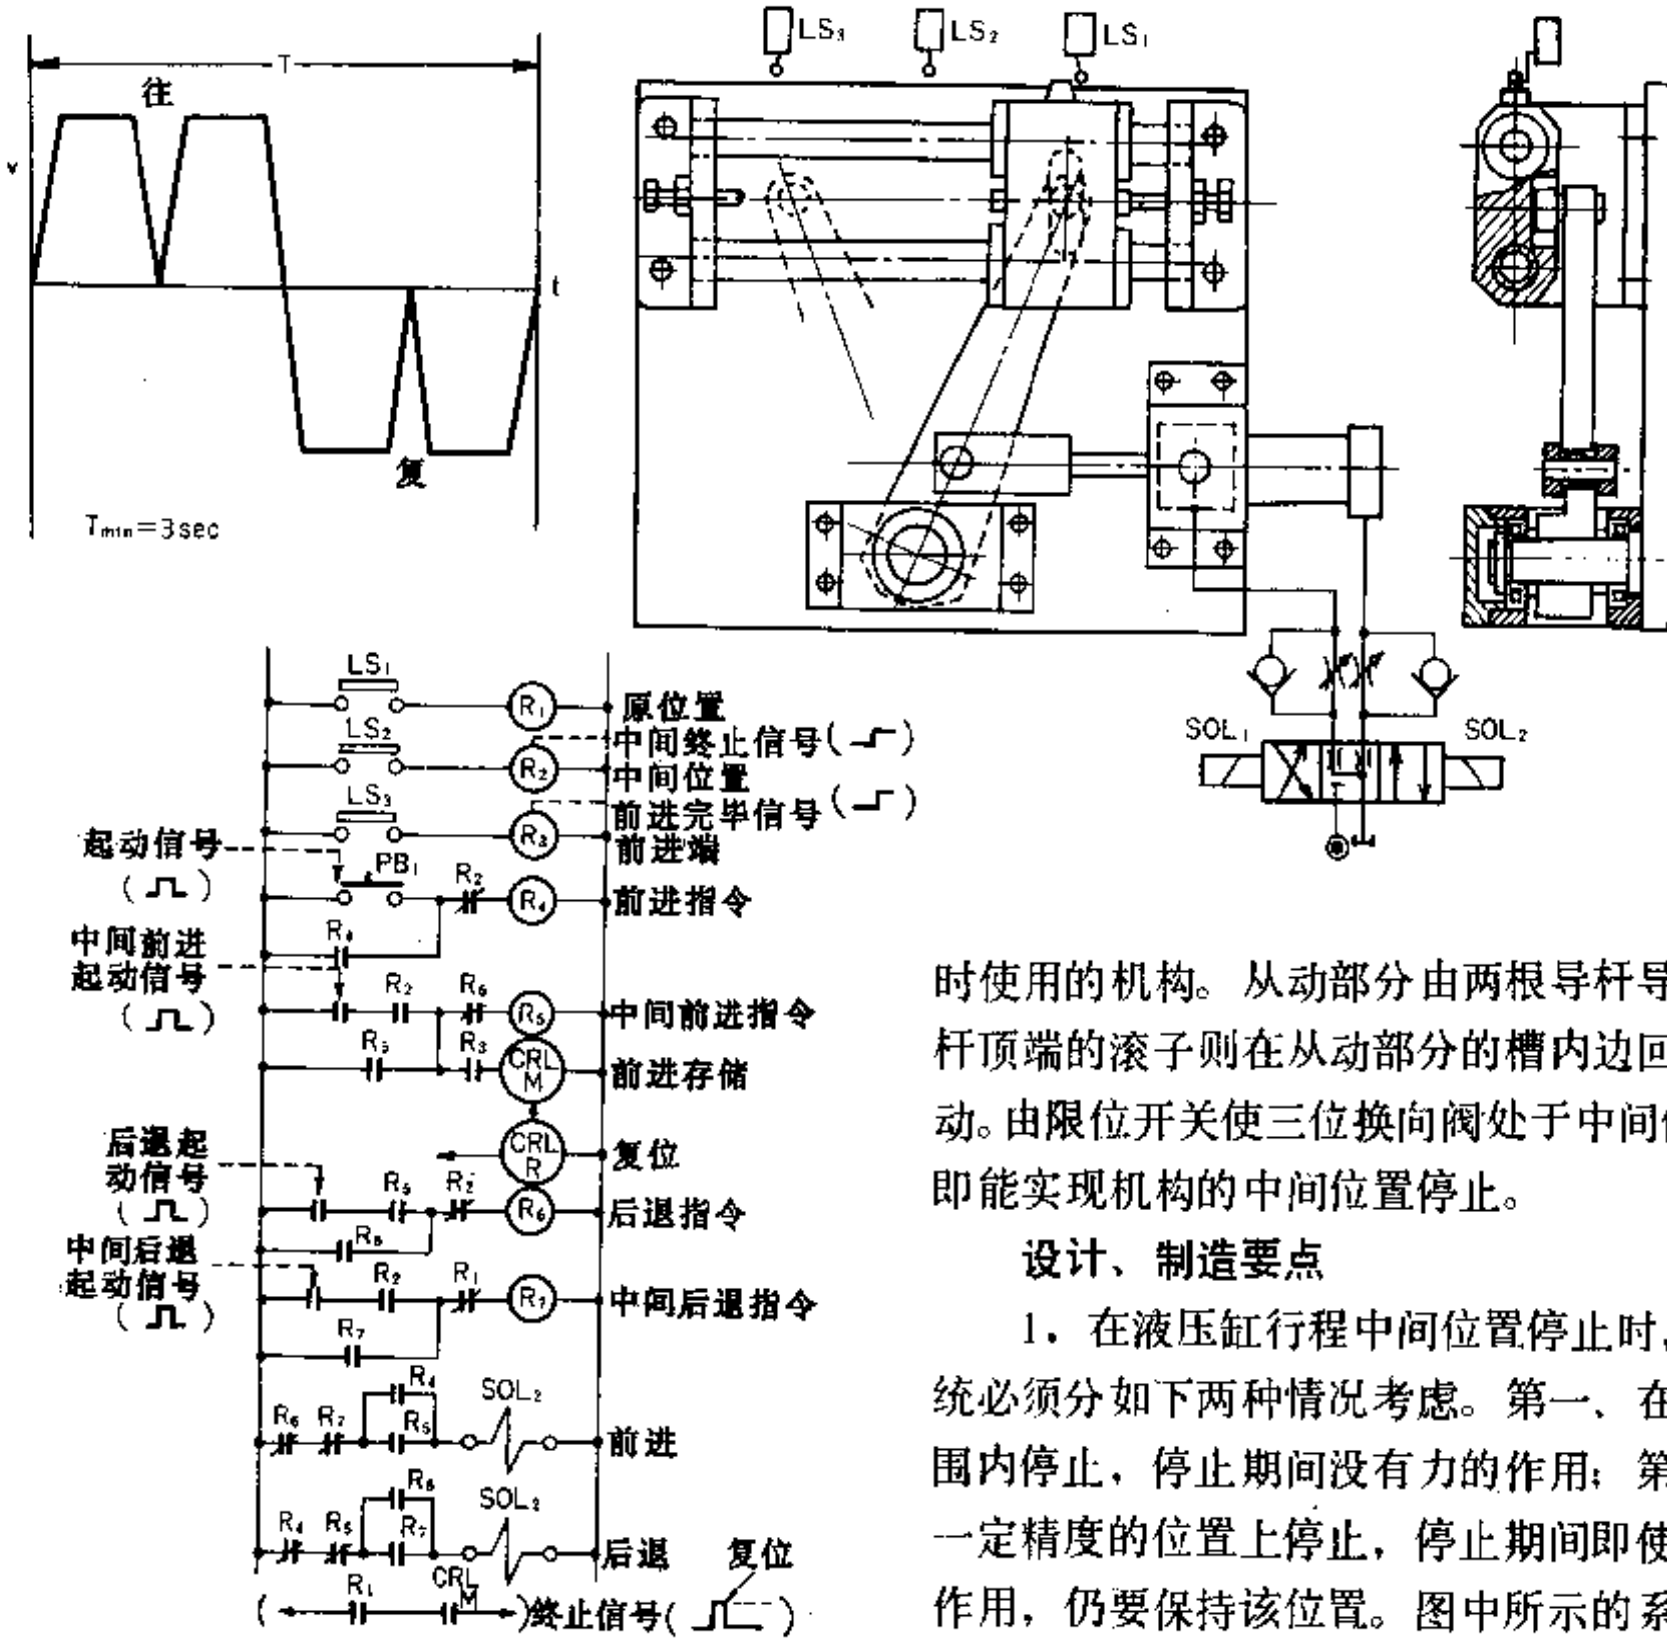 LS₃ LS₂ LS₁
T
往
v
t
复
Tmin=3sec
SOL₁ SOL₂
LS₁
R₁ 原位置
中间终止信号( )
LS₂
R₂ 中间位置
前进完毕信号( )
LS₃
R₃ 前进端
起动信号
( )
PB₁ R₂ R₄ 前进指令
R₄
中间前进
起动信号
( )
R₂ R₆ R₅ 中间前进指令
R₅ R₃ CRL M 前进存储
CRL R 复位
后退起
动信号
( )
R₅ R₂ R₆ 后退指令
R₆
中间后退
起动信号
( )
R₂ R₁ R₇ 中间后退指令
R₇
R₄
R₆ R₇ R₅ SOL₂ 前进
R₆
R₄ R₅ R₇ SOL₂ 后退 复位
( R₁ CRL M )终止信号( )
时使用的机构。从动部分由两根导杆导
杆顶端的滚子则在从动部分的槽内边回
动。由限位开关使三位换向阀处于中间
即能实现机构的中间位置停止。
设计、制造要点
1. 在液压缸行程中间位置停止时，
统必须分如下两种情况考虑。第一、在
围内停止，停止期间没有力的作用；第
一定精度的位置上停止，停止期间即使
作用，仍要保持该位置。图中所示的系